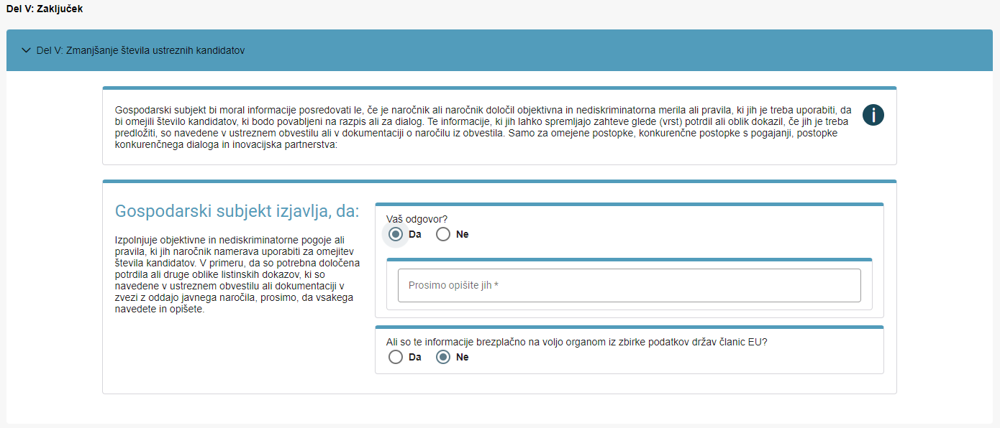 Del V: Zaključek
Del V: Zmanjšanje števila ustreznih kandidatov
Gospodarski subjekt bi moral informacije posredovati le, če je naročnik ali naročnik določil objektivna in nediskriminatorna merila ali pravila, ki jih je treba uporabiti, da
bi omejili število kandidatov, ki bodo povabljeni na razpis ali za dialog. Te informacije, ki jih lahko spremljajo zahteve glede (vrst) potrdil ali oblik dokazil, če jih je treba
predložiti, so navedene v ustreznem obvestilu ali v dokumentaciji o naročilu iz obvestila. Samo za omejene postopke, konkurenčne postopke s pogajanji, postopke
konkurenčnega dialoga in inovacijska partnerstva:
Gospodarski subjekt izjavlja, da:
Izpolnjuje objektivne in nediskriminatorne pogoje ali
pravila, ki jih naročnik namerava uporabiti za omejitev
števila kandidatov. V primeru, da so potrebna določena
potrdila ali druge oblike listinskih dokazov, ki so
navedene v ustreznem obvestilu ali dokumentaciji v
zvezi z oddajo javnega naročila, prosimo, da vsakega
navedete in opišete.
Vaš odgovor?
Da Ne
Prosimo opišite jih *
Ali so te informacije brezplačno na voljo organom iz zbirke podatkov držav članic EU?
Da Ne